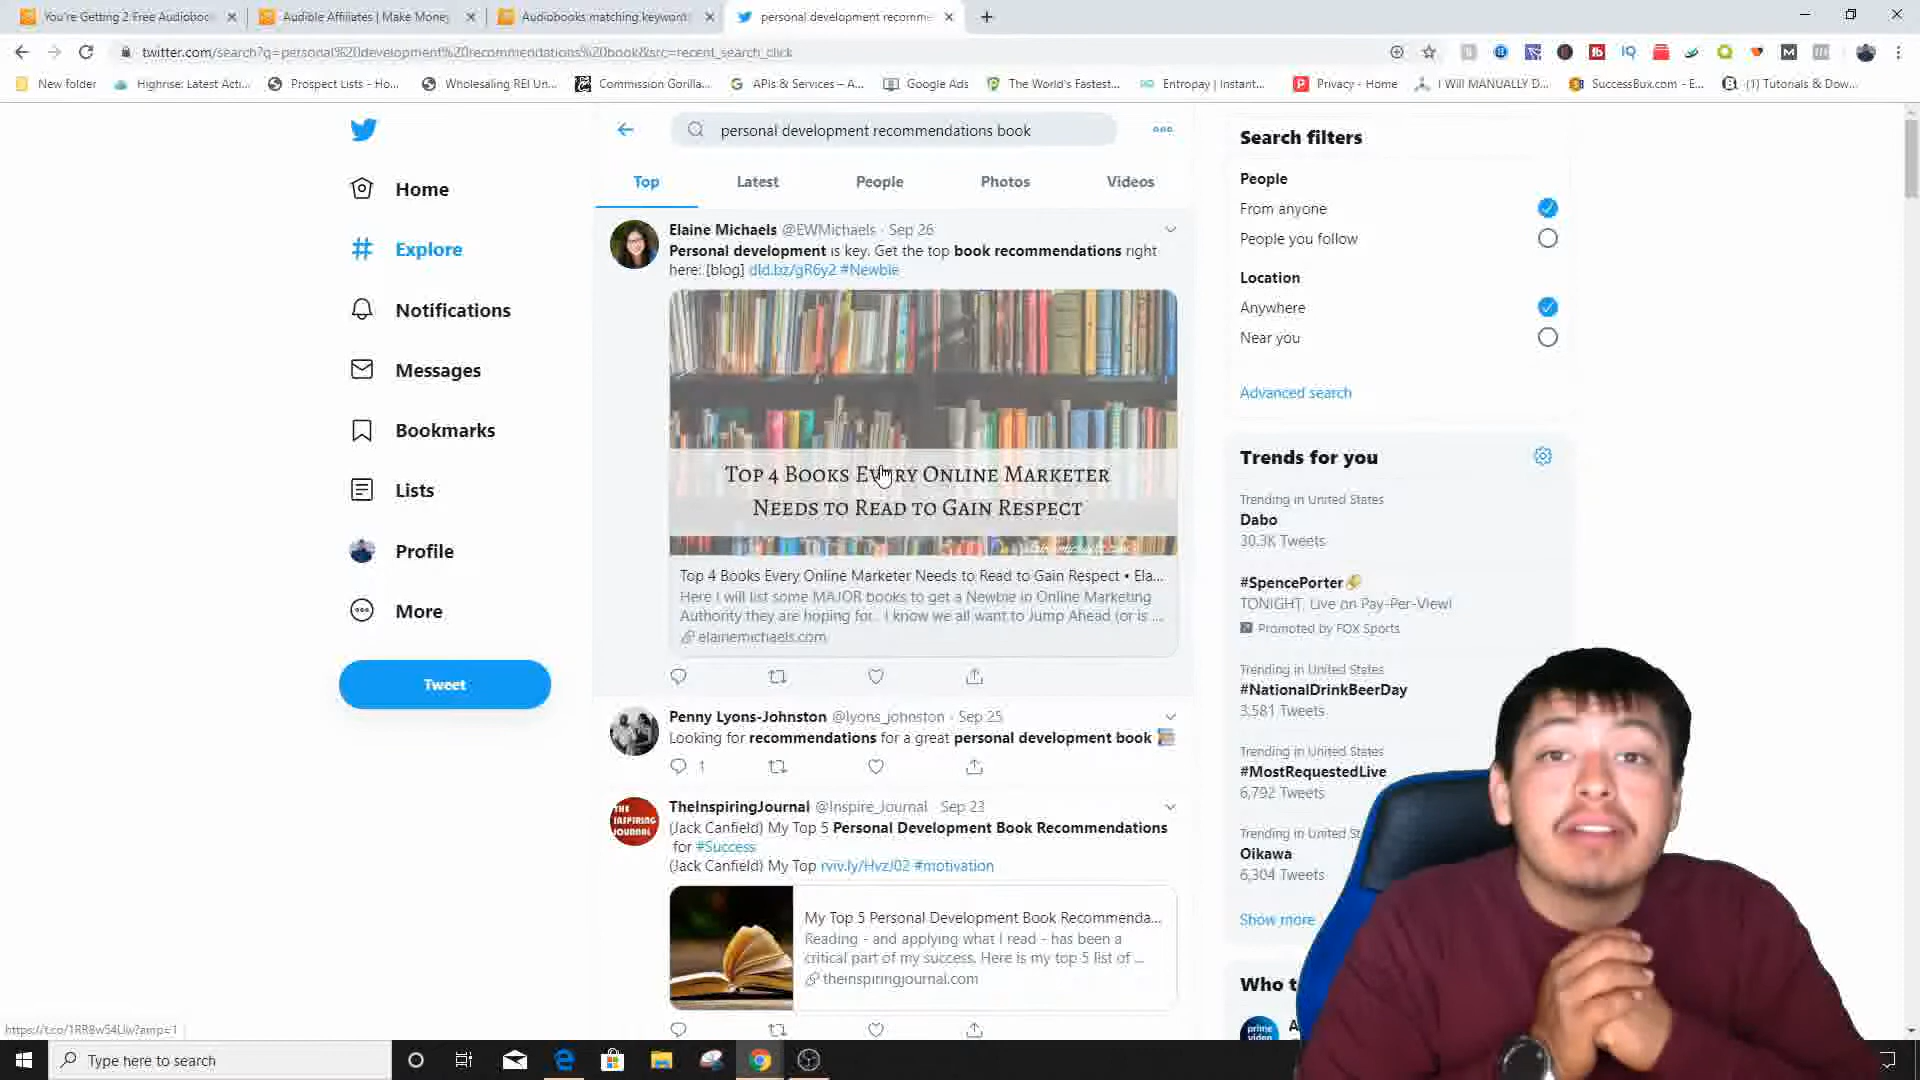 You're Getting 2 Free Audioboo
Audible Affiliates | Make Money
Audiobooks matching keyword
personal development recomm
twitter.com/search?q=personal%20development%20recommendations%20book&src=recent_search_click
New folder
Highrise: Latest Acti...
Prospect Lists - Ho...
Wholesaling REI Un...
Commission Gorilla...
APIs & Services – A...
Google Ads
The World's Fastest...
Entropay | Instant...
Privacy - Home
I Will MANUALLY D...
SuccessBux.com - E...
(1) Tutorials & Dow...
Home
Explore
Notifications
Messages
Bookmarks
Lists
Profile
More
Tweet
personal development recommendations book
Top
Latest
People
Photos
Videos
Elaine Michaels @EWMichaels · Sep 26
Personal development is key. Get the top book recommendations right
here: [blog] dld.bz/gR6y2 #Newbie
Top 4 Books Every Online Marketer
Needs to Read to Gain Respect
Top 4 Books Every Online Marketer Needs to Read to Gain Respect • Ela...
Here I will list some MAJOR books to get a Newbie in Online Marketing
Authority they are hoping for.. I know we all want to Jump Ahead (or is ...
elainemichaels.com
Penny Lyons-Johnston @lyons_johnston · Sep 25
Looking for recommendations for a great personal development book
1
TheInspiringJournal @Inspire_Journal · Sep 23
THE
INSPIRING
JOURNAL
(Jack Canfield) My Top 5 Personal Development Book Recommendations
for #Success
(Jack Canfield) My Top rviv.ly/HvzJ02 #motivation
My Top 5 Personal Development Book Recommenda...
Reading - and applying what I read - has been a
critical part of my success. Here is my top 5 list of ...
theinspiringjournal.com
Search filters
People
From anyone
People you follow
Location
Anywhere
Near you
Advanced search
Trends for you
Trending in United States
Dabo
30.3K Tweets
#SpencePorter
TONIGHT, Live on Pay-Per-View!
Promoted by FOX Sports
Trending in United States
#NationalDrinkBeerDay
3,581 Tweets
Trending in United States
#MostRequestedLive
6,792 Tweets
Trending in United St
Oikawa
6,304 Tweets
Show more
Who t
prime
video
A
Type here to search